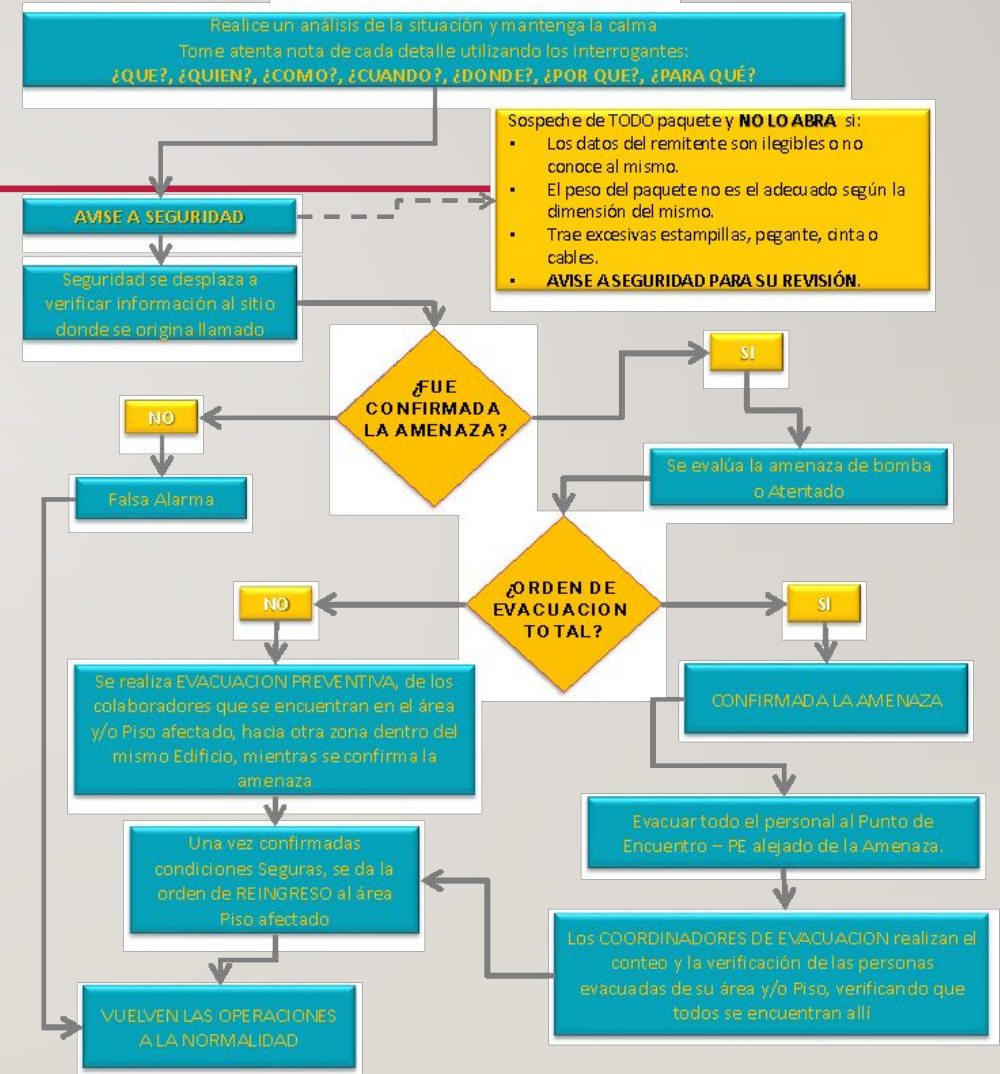 Realice un análisis de la situación y mantenga la calma
Tome atenta nota de cada detalle utilizando los interrogantes:
¿QUE?, ¿QUIEN?, ¿COMO?, ¿CUANDO?, ¿DONDE?, ¿POR QUE?, ¿PARA QUÉ?
Sospeche de TODO paquete y NO LO ABRA si:
• Los datos del remitente son ilegibles o no
conoce al mismo.
• El peso del paquete no es el adecuado según la
dimensión del mismo.
• Trae excesivas estampillas, pegante, cinta o
cables.
• AVISE A SEGURIDAD PARA SU REVISIÓN.
AVISE A SEGURIDAD
Seguridad se desplaza a
verificar información al sitio
donde se origina llamado
¿FUE
CONFIRMADA
LA AMENAZA?
SI
NO
Se evalúa la amenaza de bomba
o Atentado
Falsa Alarma
¿ORDEN DE
EVACUACION
TOTAL?
NO
SI
Se realiza EVACUACION PREVENTIVA, de los
colaboradores que se encuentran en el área
y/o Piso afectado, hacia otra zona dentro del
mismo Edificio, mientras se confirma la
amenaza
CONFIRMADA LA AMENAZA
Evacuar todo el personal al Punto de
Encuentro – PE alejado de la Amenaza.
Una vez confirmadas
condiciones Seguras, se da la
orden de REINGRESO al área
Piso afectado
Los COORDINADORES DE EVACUACION realizan el
conteo y la verificación de las personas
evacuadas de su área y/o Piso, verificando que
todos se encuentran allí
VUELVEN LAS OPERACIONES
A LA NORMALIDAD